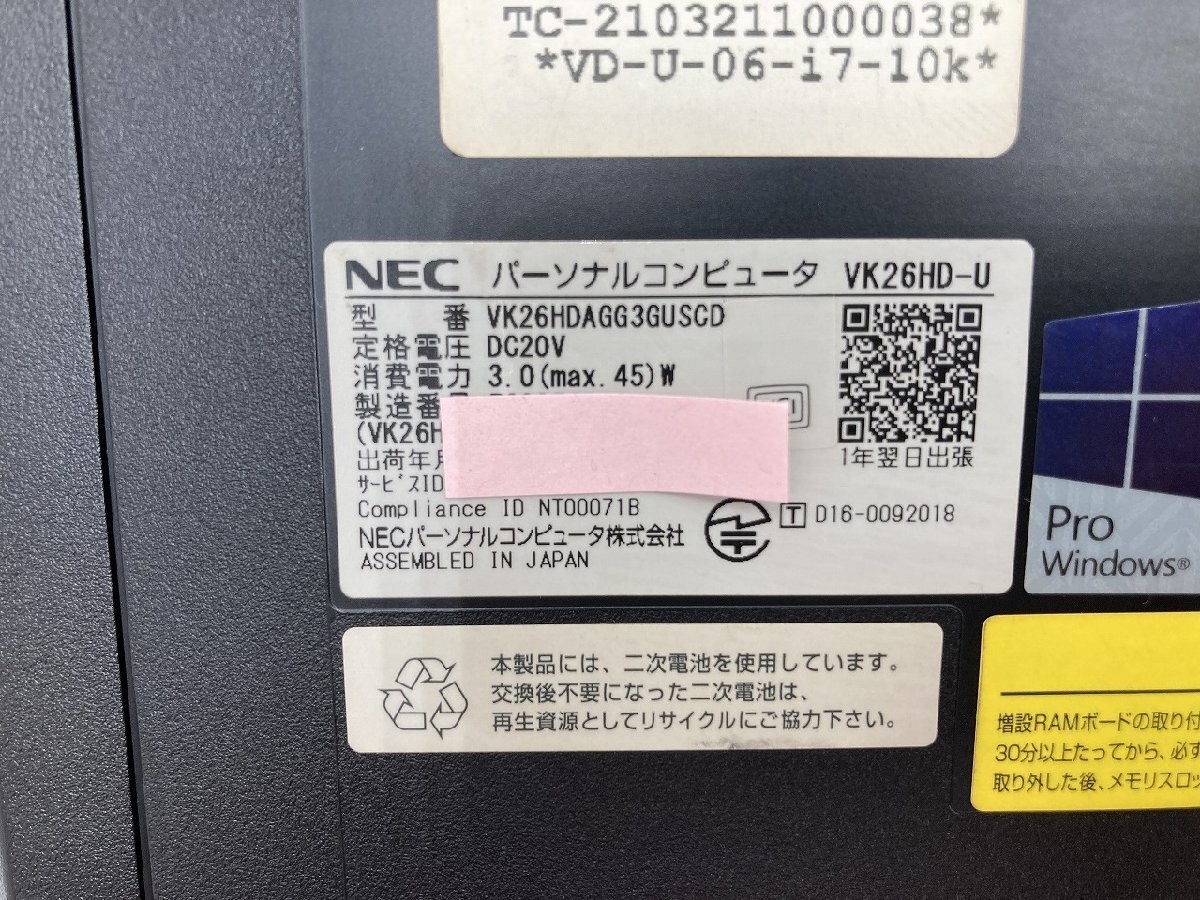 TC-2103211000038*
*VD-U-06-i7-10k*
NEC パーソナルコンピュータ VK26HD-U
型 番 VK26HDAGG3GUSCD
定格電圧 DC20V
消費電力 3.0(max.45)W
製造番号
(VK26H
出荷年月
サービスID
1年翌日出張
Compliance ID NT00071B
T D16-0092018
NECパーソナルコンピュータ株式会社
ASSEMBLED IN JAPAN
Pro
Windows®
本製品には、二次電池を使用しています。
交換後不要になった二次電池は、
再生資源としてリサイクルにご協力下さい。
増設RAMボードの取り付
30分以上たってから、必ず
取り外した後、メモリスロッ